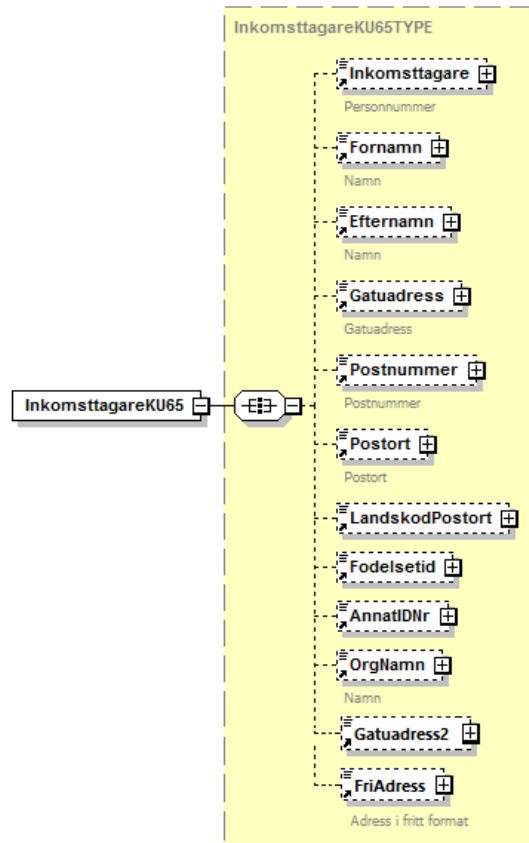 InkomsttagareKU65TYPE
Inkomsttagare
Personnummer
Fornamn
Namn
Efternamn
Namn
Gatuadress
Gatuadress
Postnummer
Postnummer
InkomsttagareKU65
Postort
Postort
LandskodPostort
Fodelsetid
AnnatIDNr
OrgNamn
Namn
Gatuadress2
FriAdress
Adress i fritt format